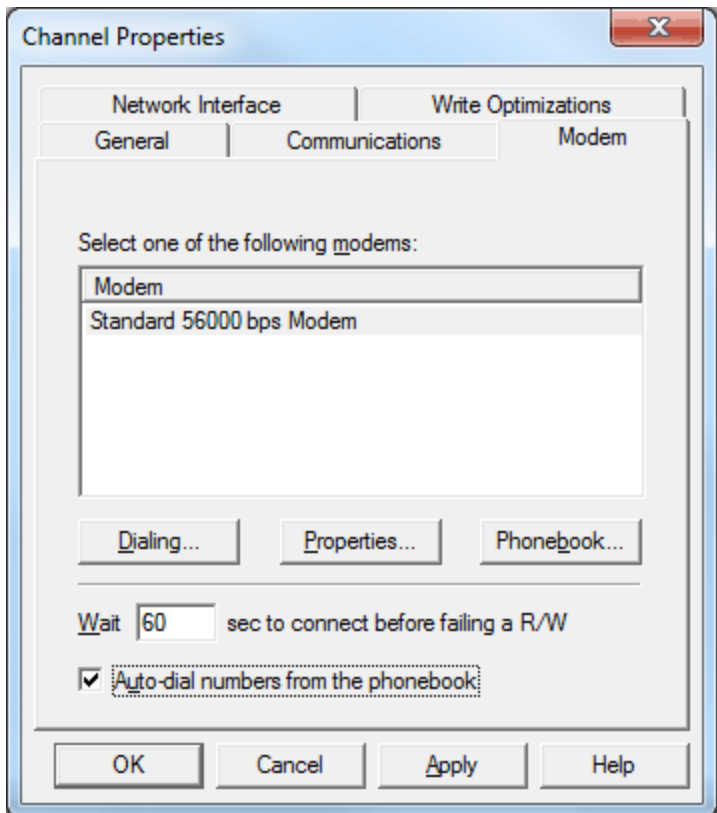 Channel Properties
Network Interface Write Optimizations
General Communications Modem
Select one of the following modems:
Modem
Standard 56000 bps Modem
Dialing... Properties... Phonebook...
Wait 60 sec to connect before failing a R/W
Auto-dial numbers from the phonebook
OK Cancel Apply Help